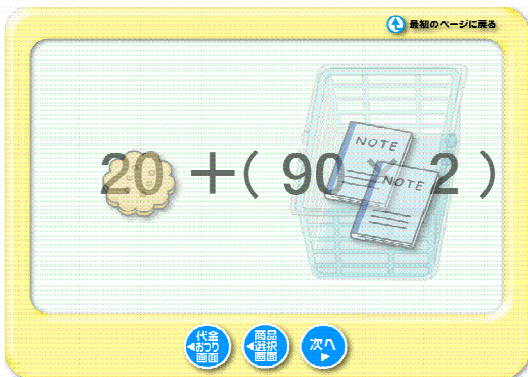 最初のページに戻る
20+(90×2)
NOTE
NOTE
代金
おつり
画面
商品
選択
画面
次へ